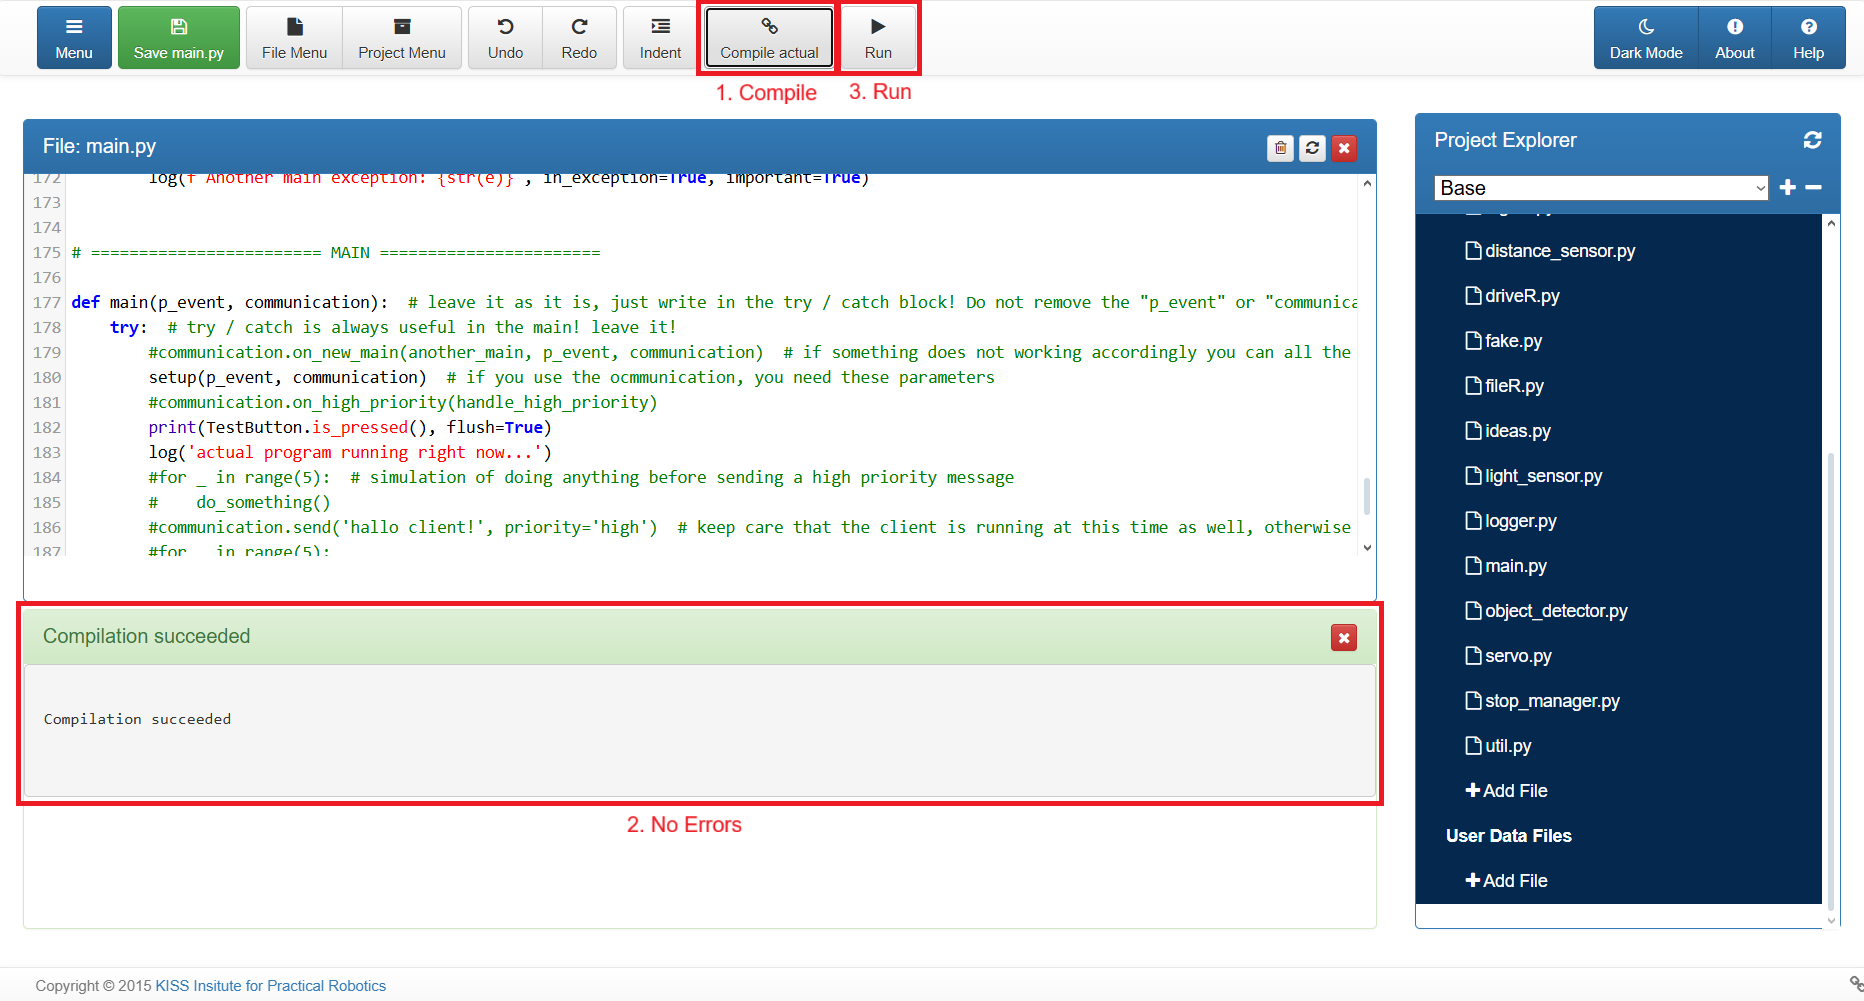 Menu
Save main.py
File Menu
Project Menu
Undo
Redo
Indent
Compile actual
Run
Dark Mode
About
Help
1. Compile
3. Run
File: main.py
172 log(f Another main exception: {str(e)} , in_exception=True, important=True)
173
174
175 # ======================== MAIN =======================
176
177 def main(p_event, communication):  # leave it as it is, just write in the try / catch block! Do not remove the "p_event" or "communica
178     try:  # try / catch is always useful in the main! leave it!
179         #communication.on_new_main(another_main, p_event, communication)  # if something does not working accordingly you can all the
180         setup(p_event, communication)  # if you use the ocmmunication, you need these parameters
181         #communication.on_high_priority(handle_high_priority)
182         print(TestButton.is_pressed(), flush=True)
183         log('actual program running right now...')
184         #for _ in range(5):  # simulation of doing anything before sending a high priority message
185         #    do_something()
186         #communication.send('hallo client!', priority='high')  # keep care that the client is running at this time as well, otherwise
187         #for _ in range(5):
Compilation succeeded
Compilation succeeded
2. No Errors
Project Explorer
Base
distance_sensor.py
driveR.py
fake.py
fileR.py
ideas.py
light_sensor.py
logger.py
main.py
object_detector.py
servo.py
stop_manager.py
util.py
Add File
User Data Files
Add File
Copyright © 2015 KISS Insitute for Practical Robotics